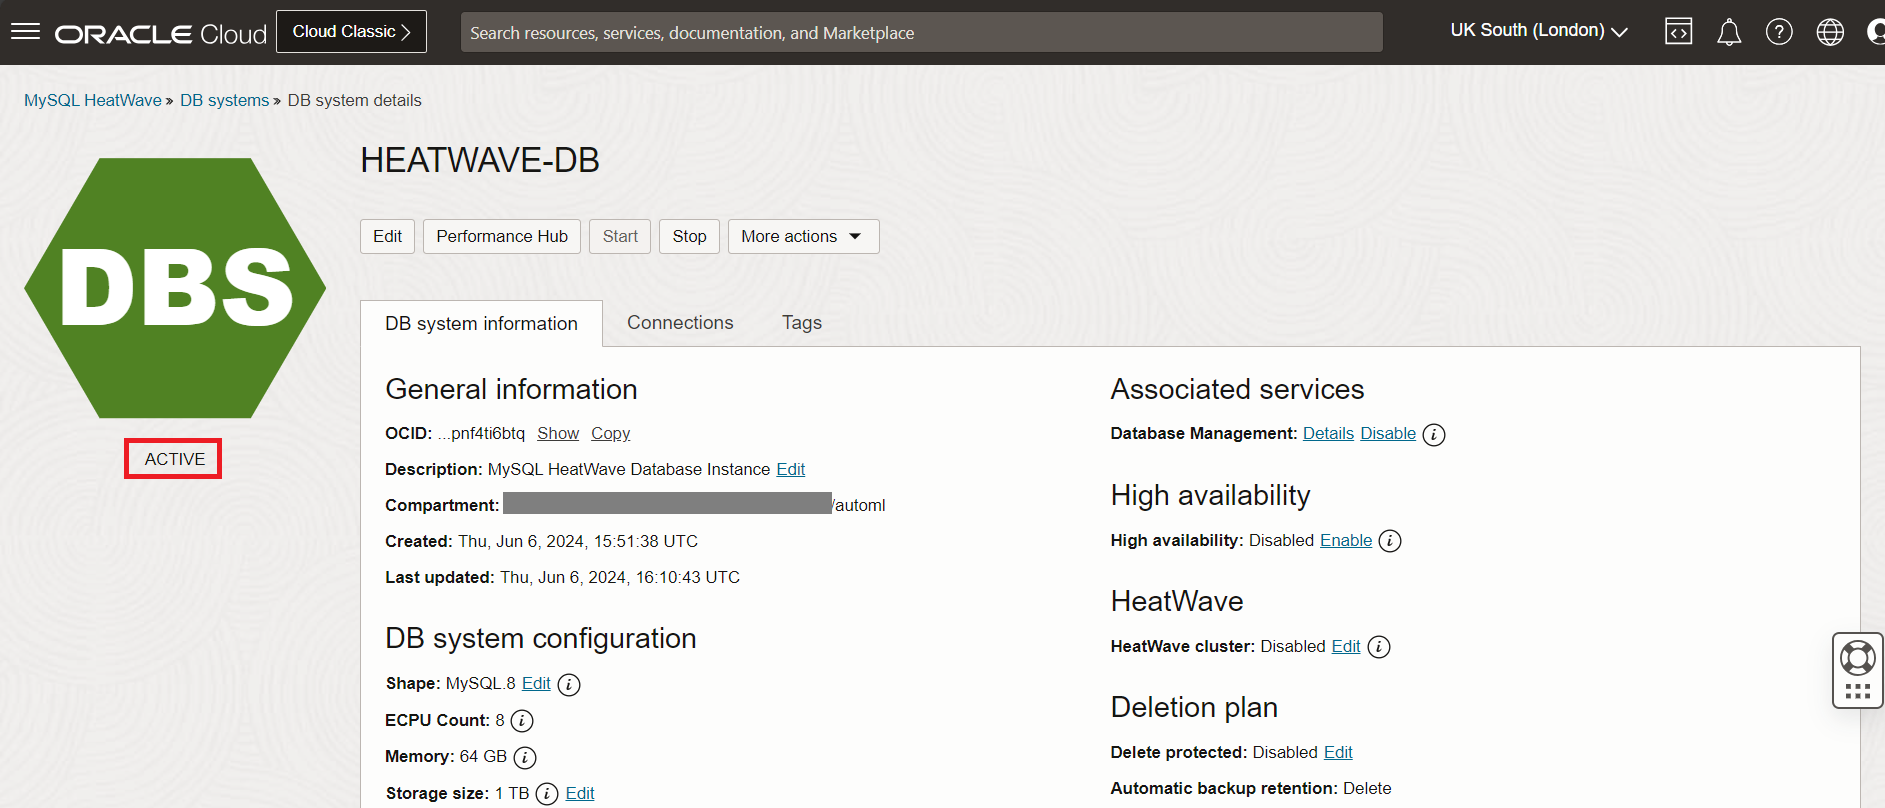 ORACLE Cloud
Cloud Classic
Search resources, services, documentation, and Marketplace
UK South (London)
MySQL HeatWave » DB systems » DB system details
DBS
ACTIVE
HEATWAVE-DB
Edit
Performance Hub
Start
Stop
More actions
DB system information
Connections
Tags
General information
OCID: ...pnf4ti6btq Show Copy
Description: MySQL HeatWave Database Instance Edit
Compartment: /automl
Created: Thu, Jun 6, 2024, 15:51:38 UTC
Last updated: Thu, Jun 6, 2024, 16:10:43 UTC
DB system configuration
Shape: MySQL.8 Edit
ECPU Count: 8
Memory: 64 GB
Storage size: 1 TB Edit
Associated services
Database Management: Details Disable
High availability
High availability: Disabled Enable
HeatWave
HeatWave cluster: Disabled Edit
Deletion plan
Delete protected: Disabled Edit
Automatic backup retention: Delete